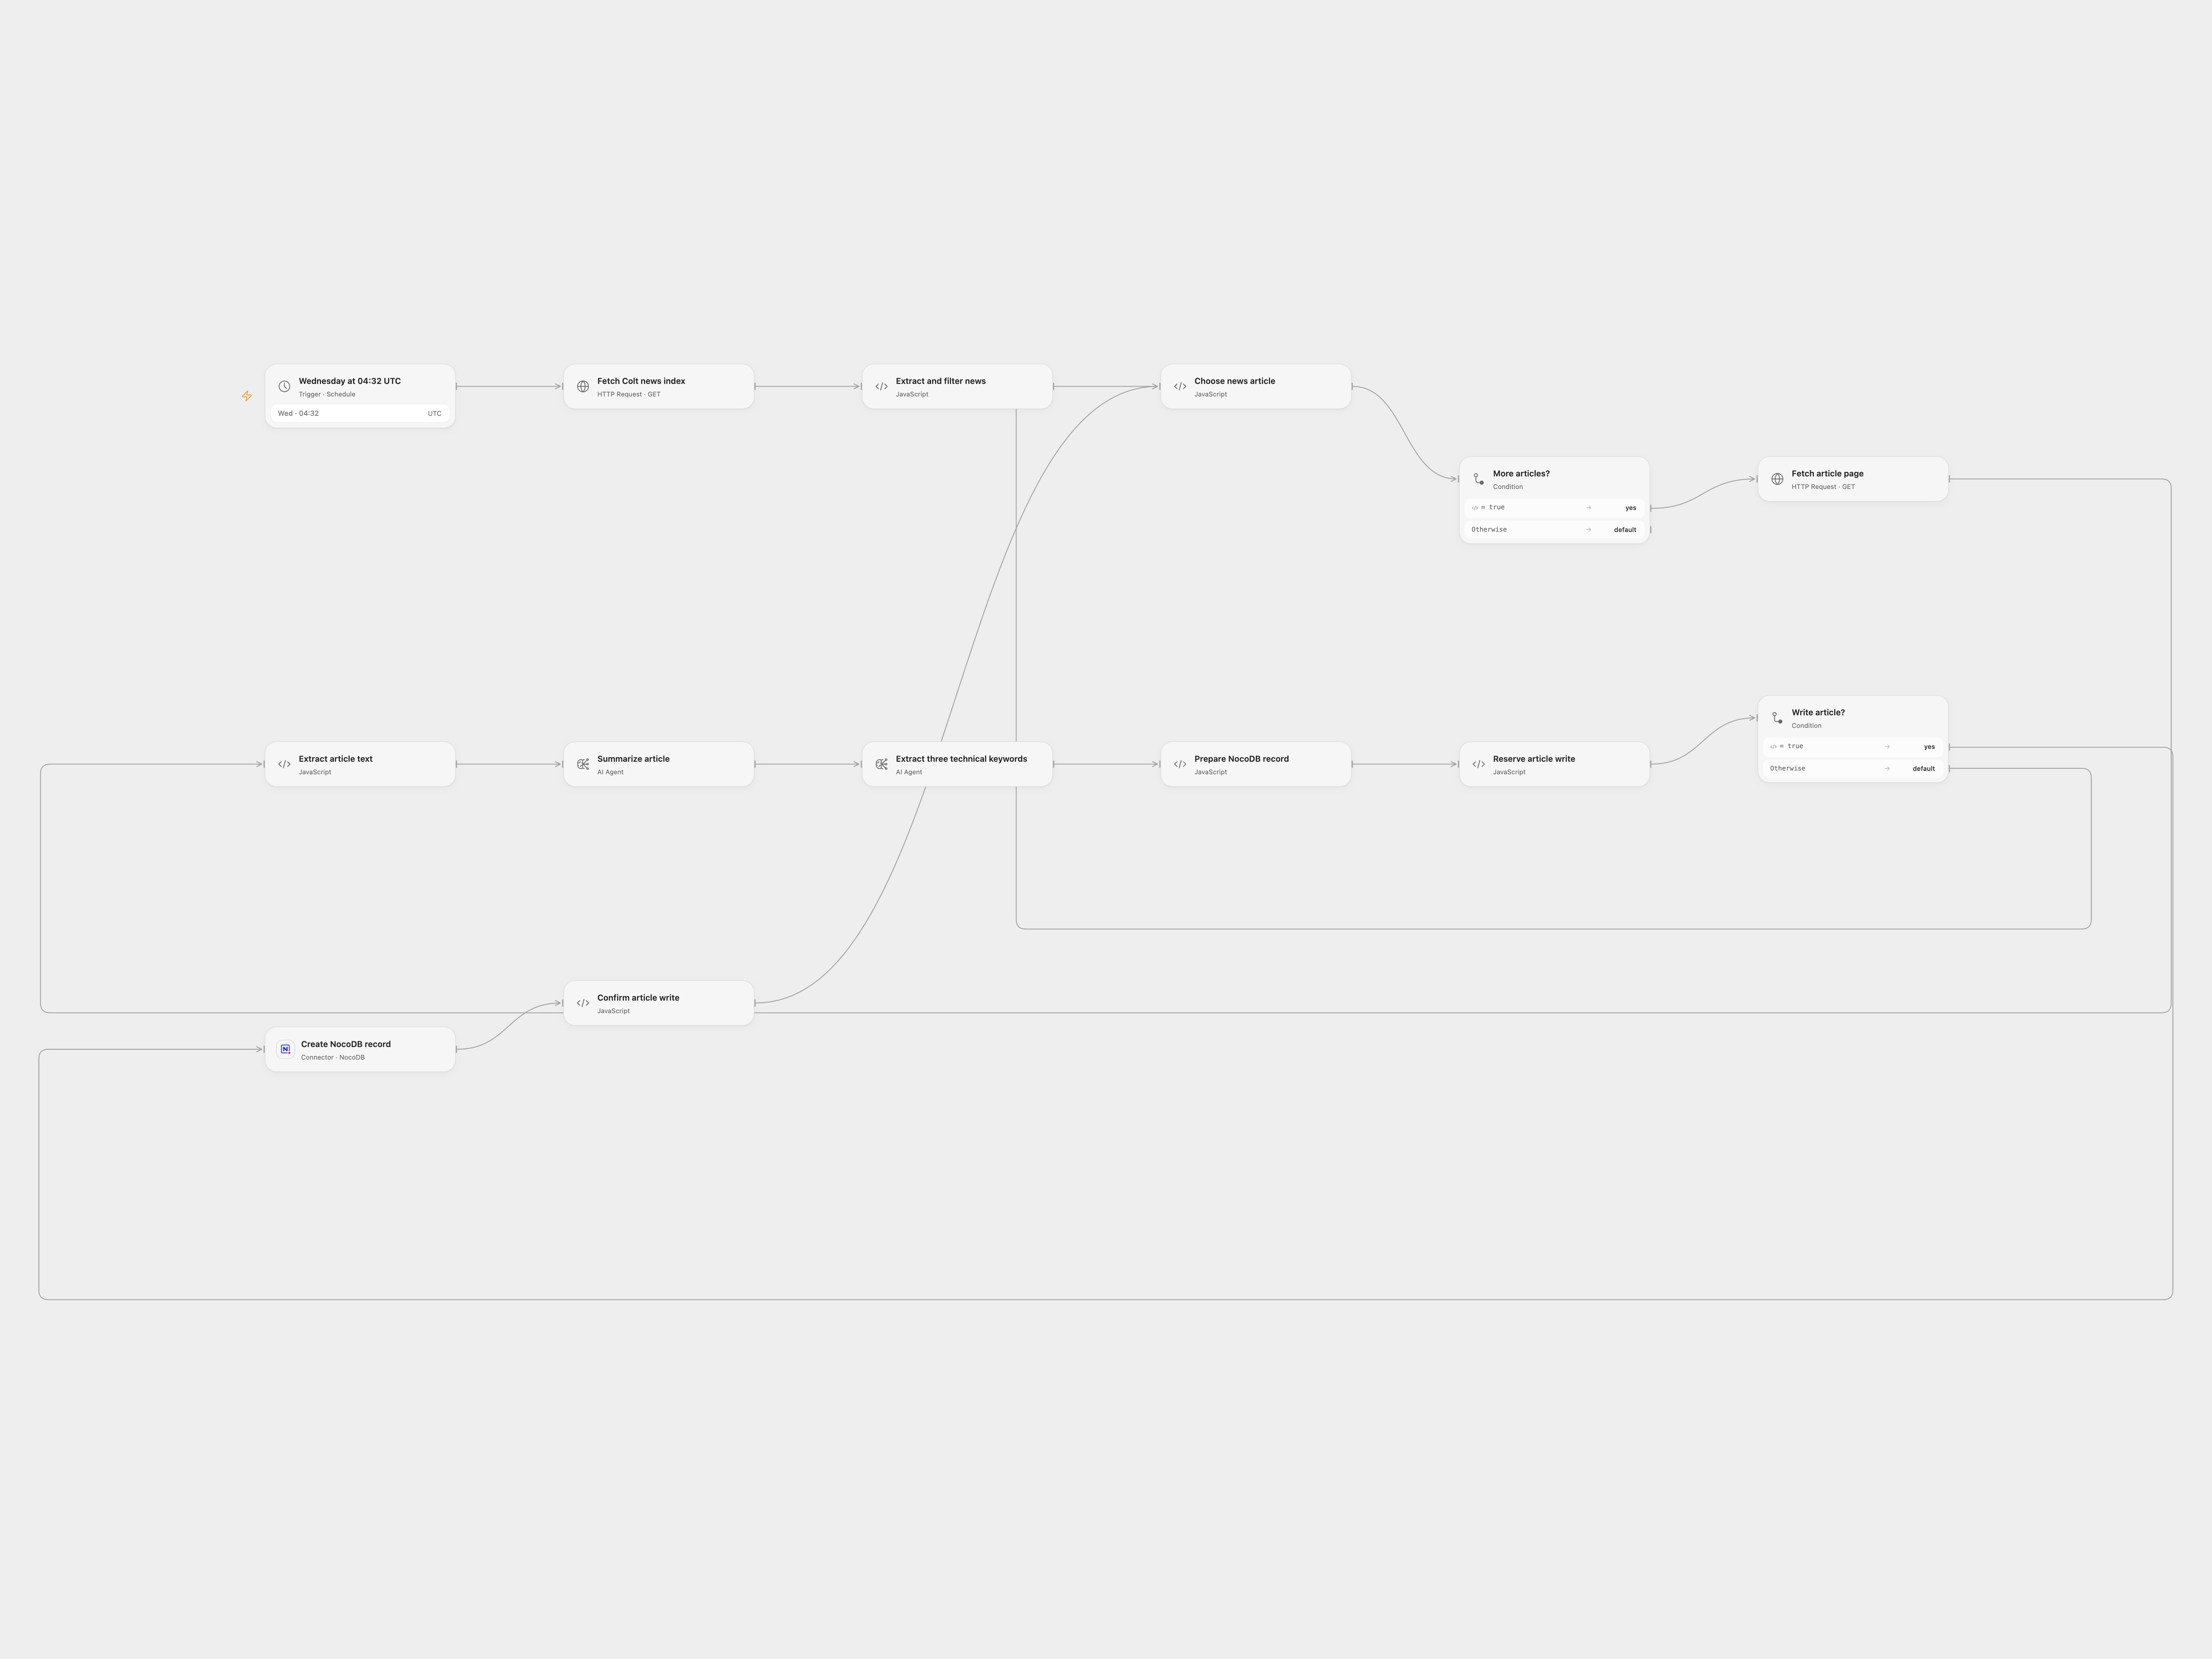 Wednesday at 04:32 UTC
Trigger · Schedule
Wed · 04:32 UTC
Fetch Colt news index
HTTP Request · GET
Extract and filter news
JavaScript
Choose news article
JavaScript
More articles?
Condition
</> = true → yes
Otherwise → default
Fetch article page
HTTP Request · GET
Extract article text
JavaScript
Summarize article
AI Agent
Extract three technical keywords
AI Agent
Prepare NocoDB record
JavaScript
Reserve article write
JavaScript
Write article?
Condition
</> = true → yes
Otherwise → default
Confirm article write
JavaScript
Create NocoDB record
Connector · NocoDB